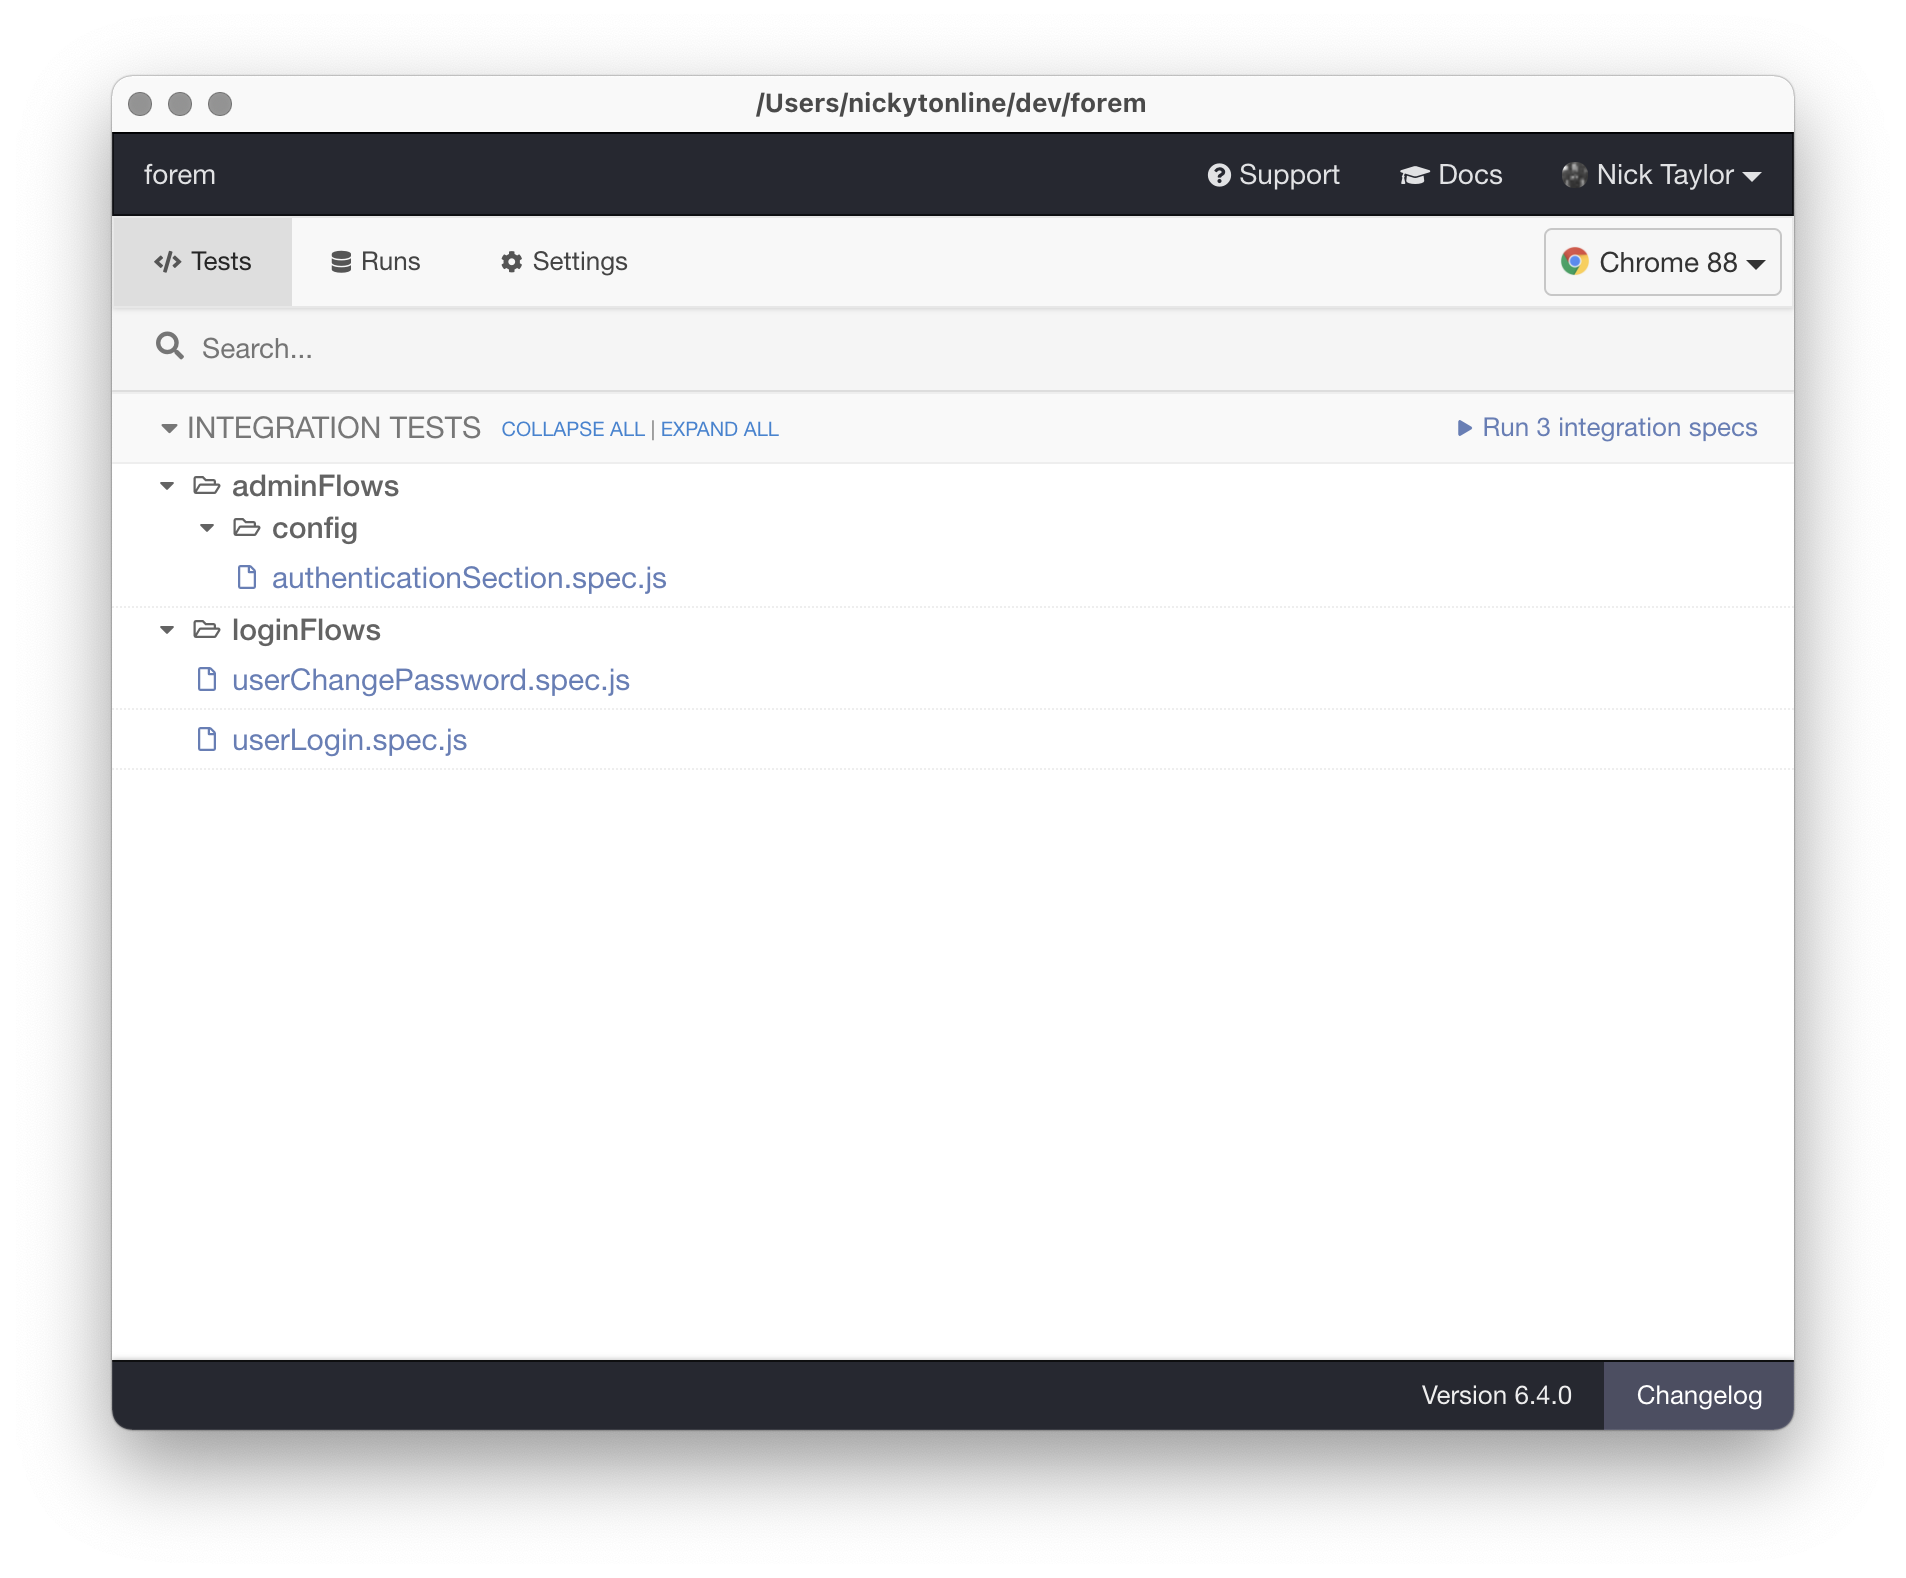 /Users/nickytonline/dev/forem
forem
Support
Docs
Nick Taylor
Tests
Runs
Settings
Chrome 88
Search...
INTEGRATION TESTS COLLAPSE ALL | EXPAND ALL
Run 3 integration specs
adminFlows
config
authenticationSection.spec.js
loginFlows
userChangePassword.spec.js
userLogin.spec.js
Version 6.4.0
Changelog